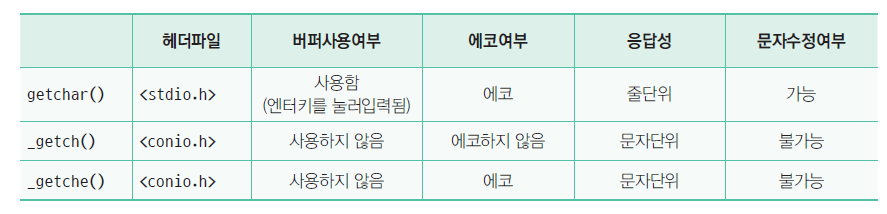 헤더파일 버퍼사용여부 에코여부 응답성 문자수정여부
getchar() <stdio.h> 사용함 에코 줄단위 가능
(엔터키를 눌러입력됨)
_getch() <conio.h> 사용하지 않음 에코하지 않음 문자단위 불가능
_getche() <conio.h> 사용하지 않음 에코 문자단위 불가능